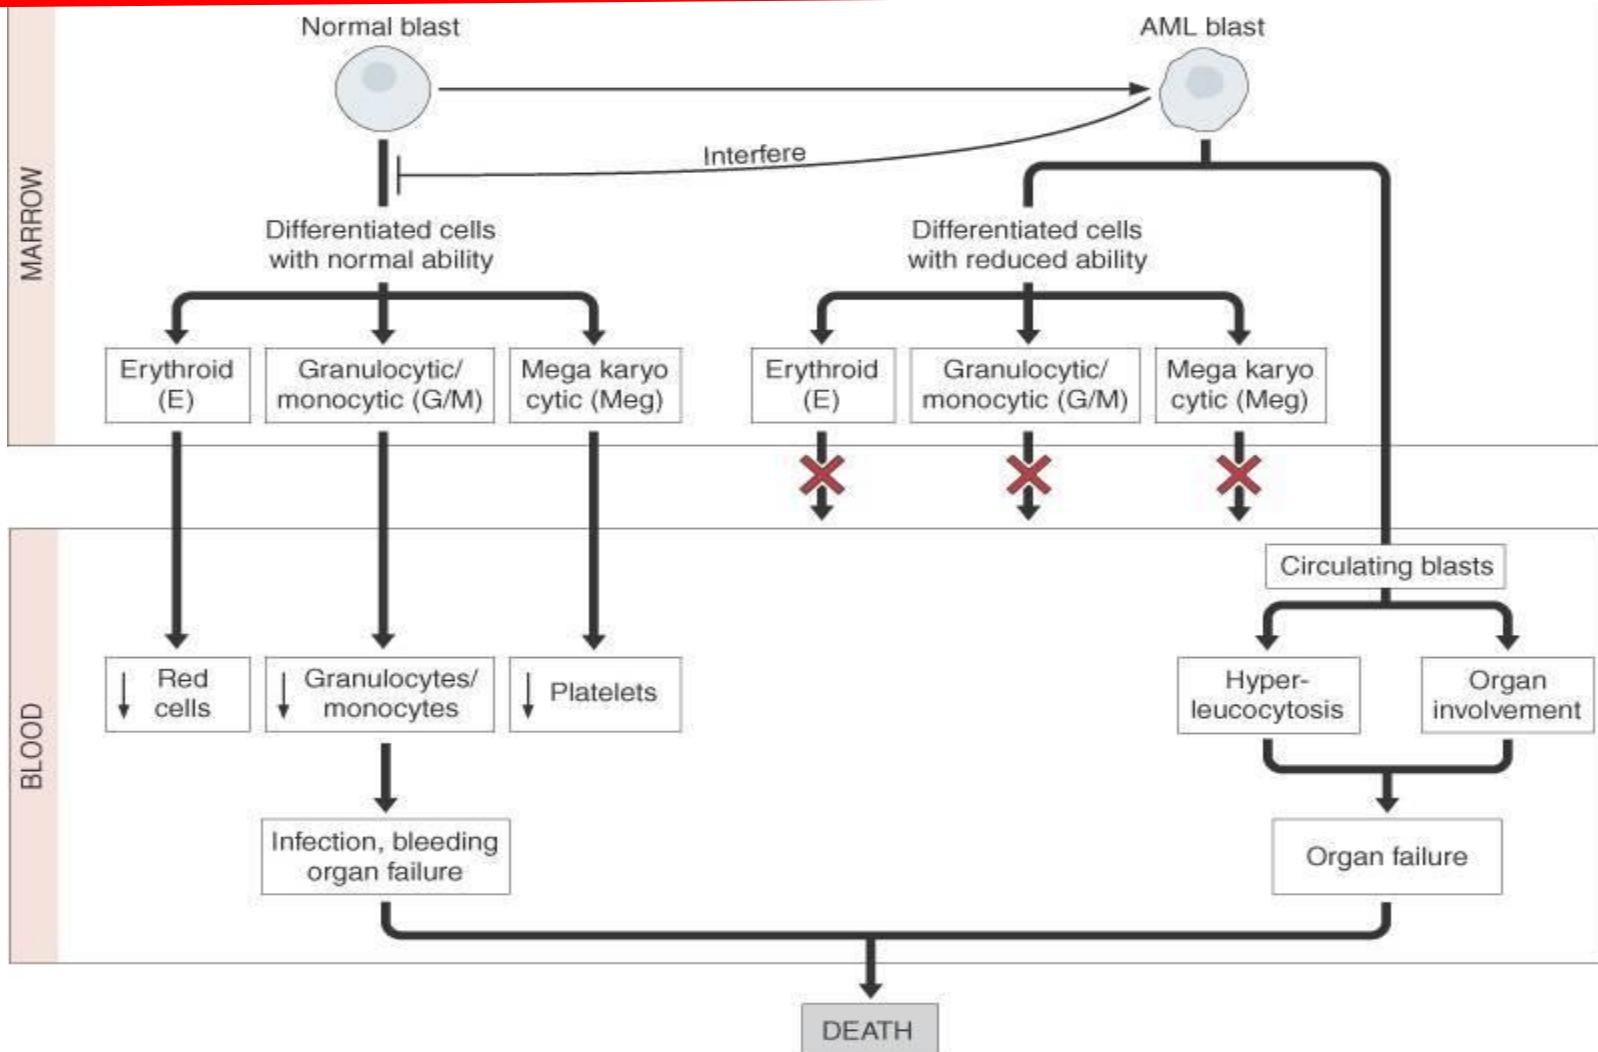 Normal blast
AML blast
Interfere
MARROW
Differentiated cells
with normal ability
Differentiated cells
with reduced ability
Erythroid
(E)
Granulocytic/
monocytic (G/M)
Mega karyo
cytic (Meg)
Erythroid
(E)
Granulocytic/
monocytic (G/M)
Mega karyo
cytic (Meg)
BLOOD
Circulating blasts
Red
cells
Granulocytes/
monocytes
Platelets
Hyper-
leucocytosis
Organ
involvement
Infection, bleeding
organ failure
Organ failure
DEATH